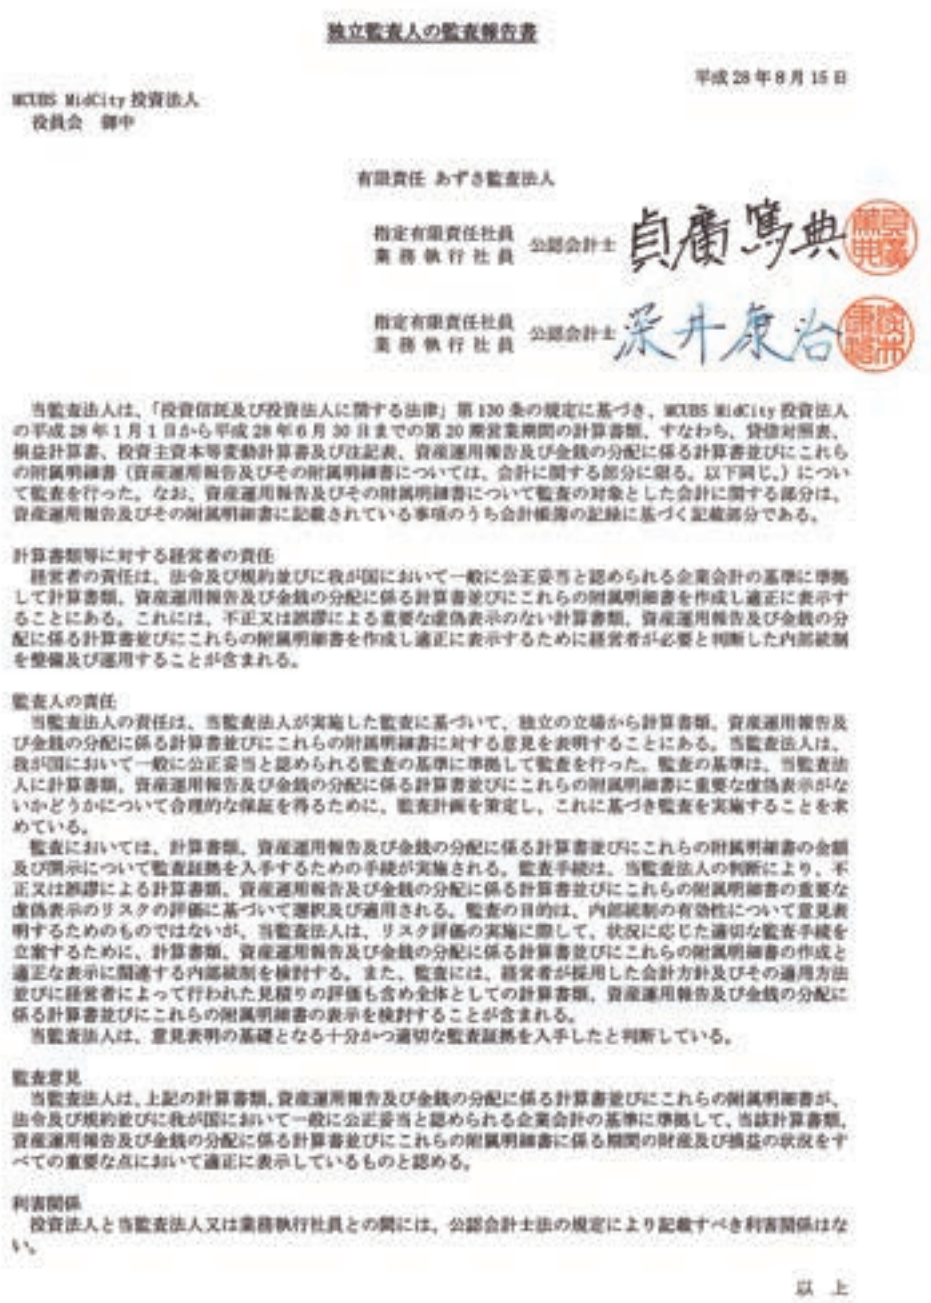 独立監査人の監査報告書
平成28年8月15日
MCUBS MidCity 投資法人
役員会 御中
有限責任 あずさ監査法人
指定有限責任社員
業務執行社員
公認会計士 貞廣篤典
指定有限責任社員
業務執行社員
公認会計士 深井康治
当監査法人は、「投資信託及び投資法人に関する法律」第130条の規定に基づき、MCUBS MidCity 投資法人
の平成28年1月1日から平成28年6月30日までの第20期営業期間の計算書類、すなわち、貸借対照表、
損益計算書、投資主資本等変動計算書及び注記表、資産運用報告及び金銭の分配に係る計算書並びにこれら
の附属明細書（資産運用報告及びその附属明細書については、会計に関する部分に限る。以下同じ。）につい
て監査を行った。なお、資産運用報告及びその附属明細書について監査の対象とした会計に関する部分は、
資産運用報告及びその附属明細書に記載されている事項のうち会計帳簿の記録に基づく記載部分である。
計算書類等に対する経営者の責任
経営者の責任は、法令及び規約並びに我が国において一般に公正妥当と認められる企業会計の基準に準拠
して計算書類、資産運用報告及び金銭の分配に係る計算書並びにこれらの附属明細書を作成し適正に表示す
ることにある。これには、不正又は誤謬による重要な虚偽表示のない計算書類、資産運用報告及び金銭の分
配に係る計算書並びにこれらの附属明細書を作成し適正に表示するために経営者が必要と判断した内部統制
を整備及び運用することが含まれる。
監査人の責任
当監査法人の責任は、当監査法人が実施した監査に基づいて、独立の立場から計算書類、資産運用報告及
び金銭の分配に係る計算書並びにこれらの附属明細書に対する意見を表明することにある。当監査法人は、
我が国において一般に公正妥当と認められる監査の基準に準拠して監査を行った。監査の基準は、当監査法
人に計算書類、資産運用報告及び金銭の分配に係る計算書並びにこれらの附属明細書に重要な虚偽表示がな
いかどうかについて合理的な保証を得るために、監査計画を策定し、これに基づき監査を実施することを求
めている。
監査においては、計算書類、資産運用報告及び金銭の分配に係る計算書並びにこれらの附属明細書の金額
及び開示について監査証拠を入手するための手続が実施される。監査手続は、当監査法人の判断により、不
正又は誤謬による計算書類、資産運用報告及び金銭の分配に係る計算書並びにこれらの附属明細書の重要な
虚偽表示のリスクの評価に基づいて選択及び適用される。監査の目的は、内部統制の有効性について意見表
明するためのものではないが、当監査法人は、リスク評価の実施に際して、状況に応じた適切な監査手続を
立案するために、計算書類、資産運用報告及び金銭の分配に係る計算書並びにこれらの附属明細書の作成と
適正な表示に関連する内部統制を検討する。また、監査には、経営者が採用した会計方針及びその適用方法
並びに経営者によって行われた見積りの評価も含め全体としての計算書類、資産運用報告及び金銭の分配に
係る計算書並びにこれらの附属明細書の表示を検討することが含まれる。
当監査法人は、意見表明の基礎となる十分かつ適切な監査証拠を入手したと判断している。
監査意見
当監査法人は、上記の計算書類、資産運用報告及び金銭の分配に係る計算書並びにこれらの附属明細書が、
法令及び規約並びに我が国において一般に公正妥当と認められる企業会計の基準に準拠して、当該計算書類、
資産運用報告及び金銭の分配に係る計算書並びにこれらの附属明細書に係る期間の財産及び損益の状況をす
べての重要な点において適正に表示しているものと認める。
利害関係
投資法人と当監査法人又は業務執行社員との間には、公認会計士法の規定により記載すべき利害関係はな
い。
以 上